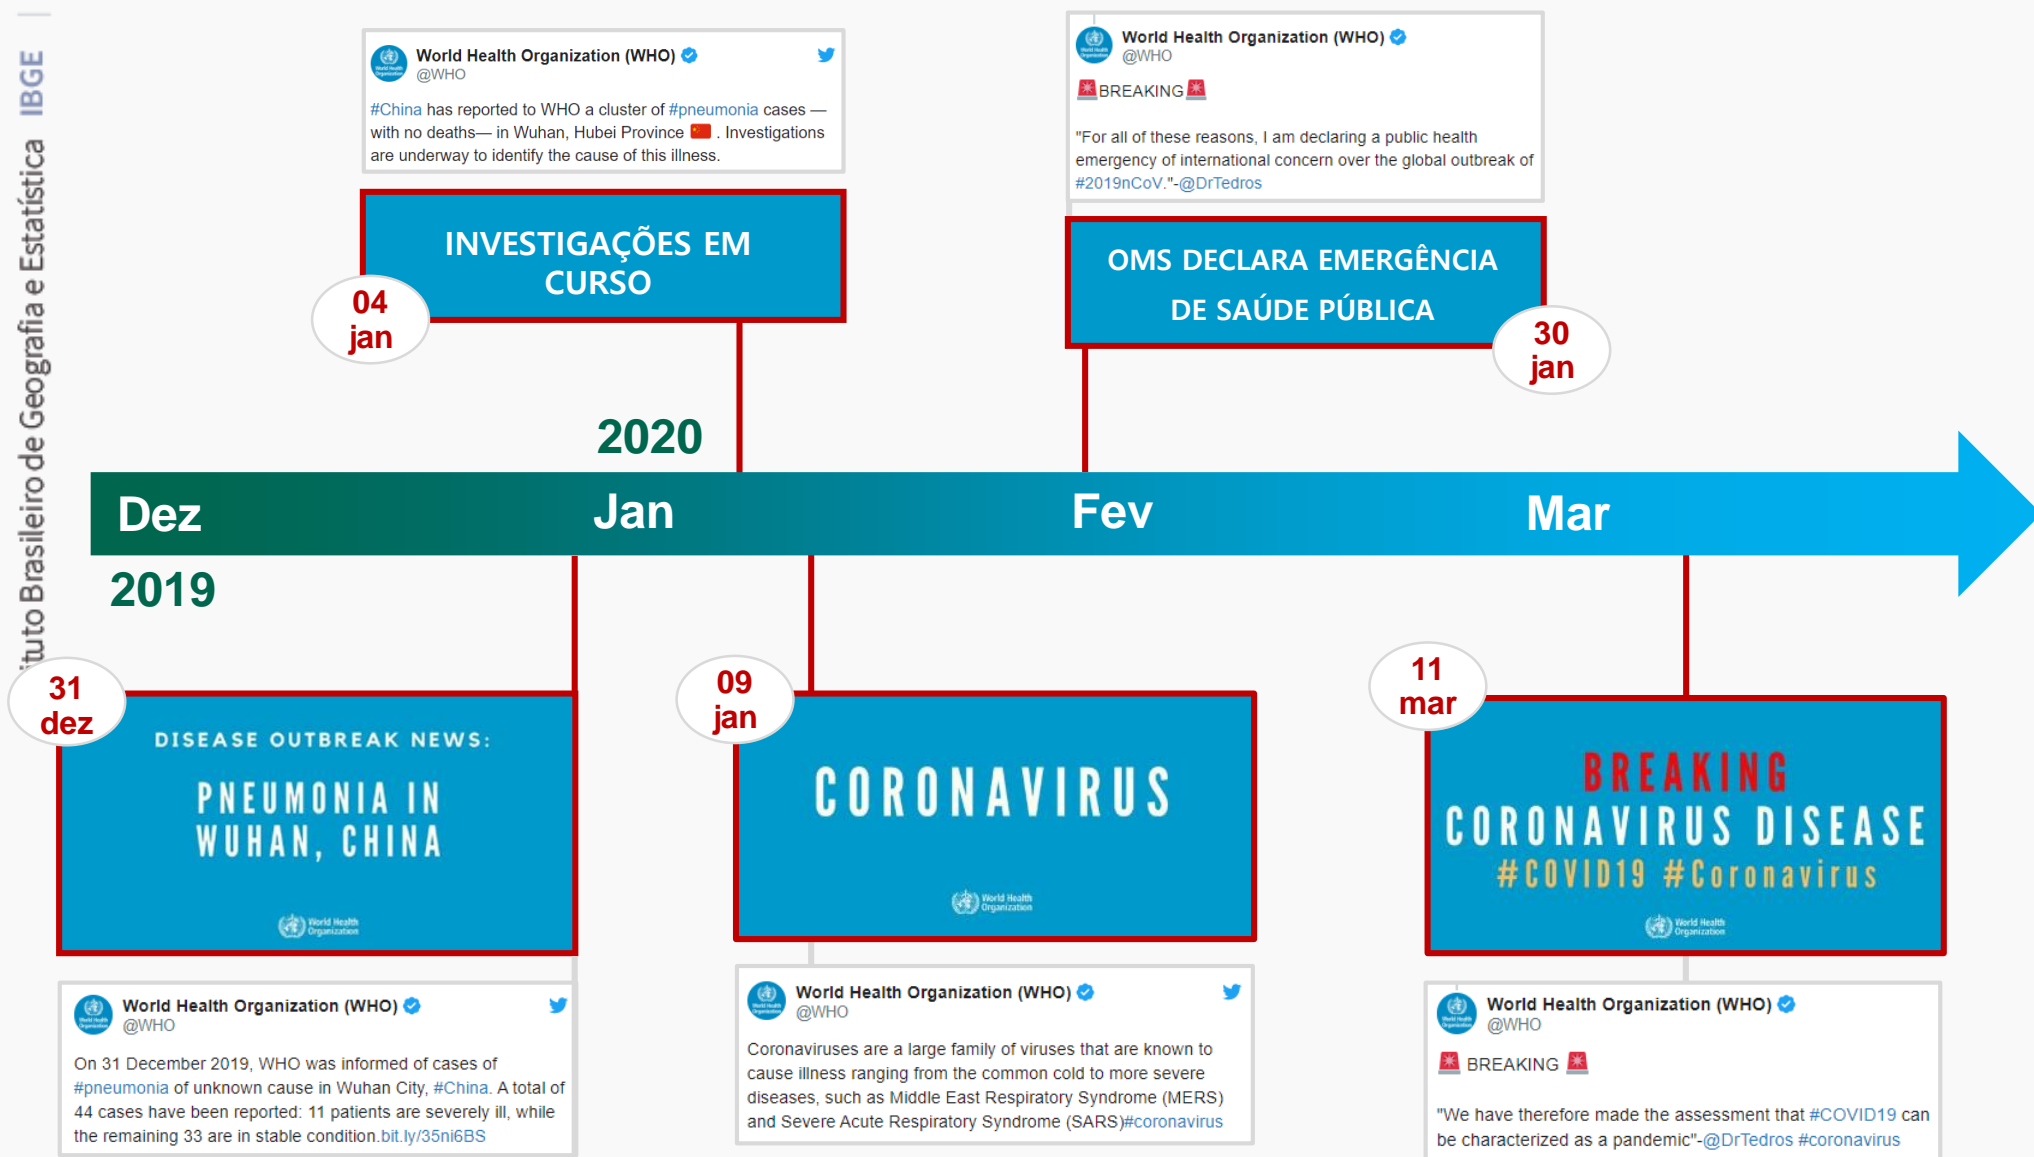 ituto Brasileiro de Geografia e Estatística IBGE
World Health Organization (WHO)
@WHO
#China has reported to WHO a cluster of #pneumonia cases —
with no deaths— in Wuhan, Hubei Province 🇨🇳 . Investigations
are underway to identify the cause of this illness.
INVESTIGAÇÕES EM
CURSO
04
jan
World Health Organization (WHO)
@WHO
🚨BREAKING🚨
"For all of these reasons, I am declaring a public health
emergency of international concern over the global outbreak of
#2019nCoV."-@DrTedros
OMS DECLARA EMERGÊNCIA
DE SAÚDE PÚBLICA
30
jan
2020
Dez
Jan
Fev
Mar
2019
31
dez
DISEASE OUTBREAK NEWS:
PNEUMONIA IN
WUHAN, CHINA
World Health
Organization
World Health Organization (WHO)
@WHO
On 31 December 2019, WHO was informed of cases of
#pneumonia of unknown cause in Wuhan City, #China. A total of
44 cases have been reported: 11 patients are severely ill, while
the remaining 33 are in stable condition.bit.ly/35ni6BS
09
jan
CORONAVIRUS
World Health
Organization
World Health Organization (WHO)
@WHO
Coronaviruses are a large family of viruses that are known to
cause illness ranging from the common cold to more severe
diseases, such as Middle East Respiratory Syndrome (MERS)
and Severe Acute Respiratory Syndrome (SARS)#coronavirus
11
mar
BREAKING
CORONAVIRUS DISEASE
#COVID19 #Coronavirus
World Health
Organization
World Health Organization (WHO)
@WHO
🚨 BREAKING 🚨
"We have therefore made the assessment that #COVID19 can
be characterized as a pandemic"-@DrTedros #coronavirus